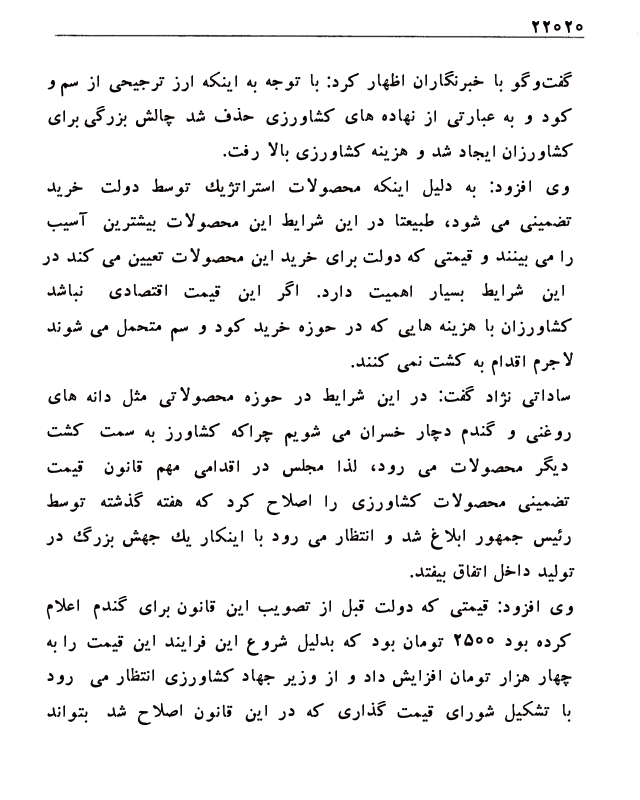 ۲۲۰۲۰
گفت‌وگو با خبرنگاران اظهار کرد: با توجه به اینکه ارز ترجیحی از سم و
کود و به عبارتی از نهاده های کشاورزی حذف شد چالش بزرگی برای
کشاورزان ایجاد شد و هزینه کشاورزی بالا رفت.
وی افزود: به دلیل اینکه محصولات استراتژیک توسط دولت خرید
تضمینی می شود، طبیعتا در این شرایط این محصولات بیشترین آسیب
را می بینند و قیمتی که دولت برای خرید این محصولات تعیین می کند در
این شرایط بسیار اهمیت دارد. اگر این قیمت اقتصادی نباشد
کشاورزان با هزینه هایی که در حوزه خرید کود و سم متحمل می شوند
لاجرم اقدام به کشت نمی کنند.
ساداتی نژاد گفت: در این شرایط در حوزه محصولاتی مثل دانه های
روغنی و گندم دچار خسران می شویم چراکه کشاورز به سمت کشت
دیگر محصولات می رود، لذا مجلس در اقدامی مهم قانون قیمت
تضمینی محصولات کشاورزی را اصلاح کرد که هفته گذشته توسط
رئیس جمهور ابلاغ شد و انتظار می رود با اینکار یك جهش بزرگ در
تولید داخل اتفاق بیفتد.
وی افزود: قیمتی که دولت قبل از تصویب این قانون برای گندم اعلام
کرده بود ۲۵۰۰ تومان بود که بدلیل شروع این فرایند این قیمت را به
چهار هزار تومان افزایش داد و از وزیر جهاد کشاورزی انتظار می رود
با تشکیل شورای قیمت گذاری که در این قانون اصلاح شد بتواند